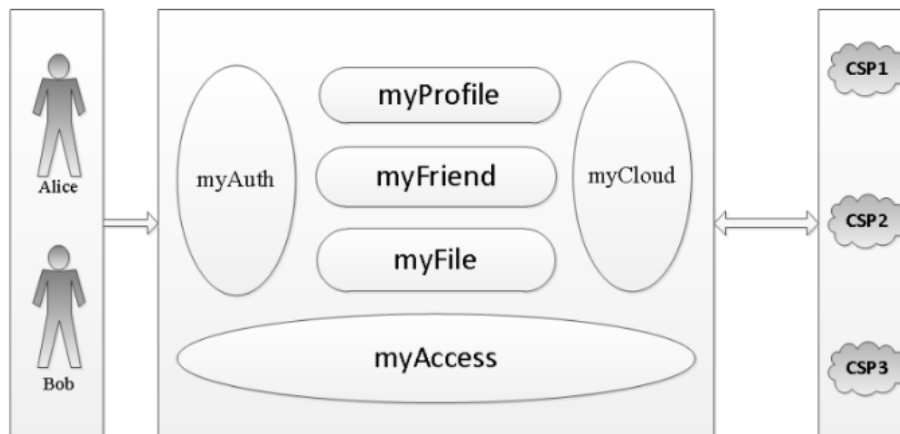 Alice
Bob
myAuth
myProfile
myFriend
myFile
myCloud
myAccess
CSP1
CSP2
CSP3